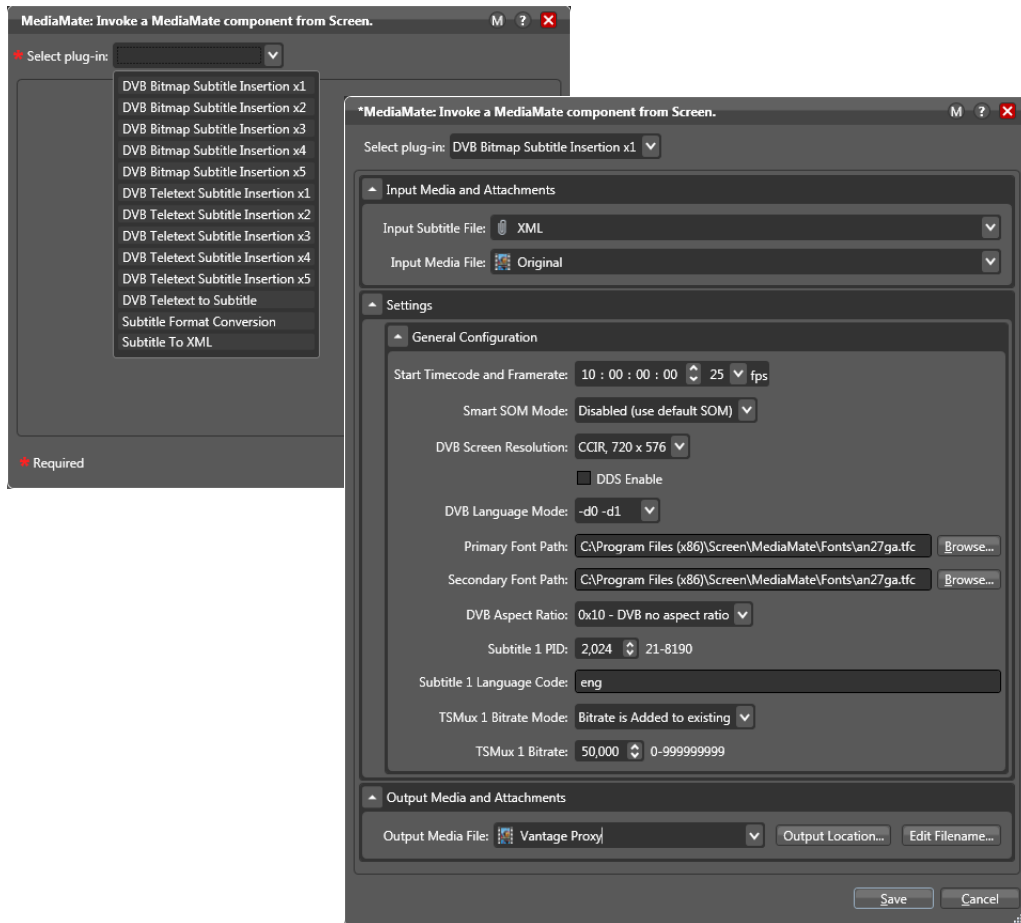 MediaMate: Invoke a MediaMate component from Screen.
M ?
* Select plug-in:
DVB Bitmap Subtitle Insertion x1
DVB Bitmap Subtitle Insertion x2
DVB Bitmap Subtitle Insertion x3
DVB Bitmap Subtitle Insertion x4
DVB Bitmap Subtitle Insertion x5
DVB Teletext Subtitle Insertion x1
DVB Teletext Subtitle Insertion x2
DVB Teletext Subtitle Insertion x3
DVB Teletext Subtitle Insertion x4
DVB Teletext Subtitle Insertion x5
DVB Teletext to Subtitle
Subtitle Format Conversion
Subtitle To XML
* Required
*MediaMate: Invoke a MediaMate component from Screen.
M ?
Select plug-in: DVB Bitmap Subtitle Insertion x1
Input Media and Attachments
Input Subtitle File: XML
Input Media File: Original
Settings
General Configuration
Start Timecode and Framerate: 10 : 00 : 00 : 00 25 fps
Smart SOM Mode: Disabled (use default SOM)
DVB Screen Resolution: CCIR, 720 x 576
DDS Enable
DVB Language Mode: -d0 -d1
Primary Font Path: C:\Program Files (x86)\Screen\MediaMate\Fonts\an27ga.tfc Browse...
Secondary Font Path: C:\Program Files (x86)\Screen\MediaMate\Fonts\an27ga.tfc Browse...
DVB Aspect Ratio: 0x10 - DVB no aspect ratio
Subtitle 1 PID: 2,024 21-8190
Subtitle 1 Language Code: eng
TSMux 1 Bitrate Mode: Bitrate is Added to existing
TSMux 1 Bitrate: 50,000 0-999999999
Output Media and Attachments
Output Media File: Vantage Proxy Output Location... Edit Filename...
Save Cancel